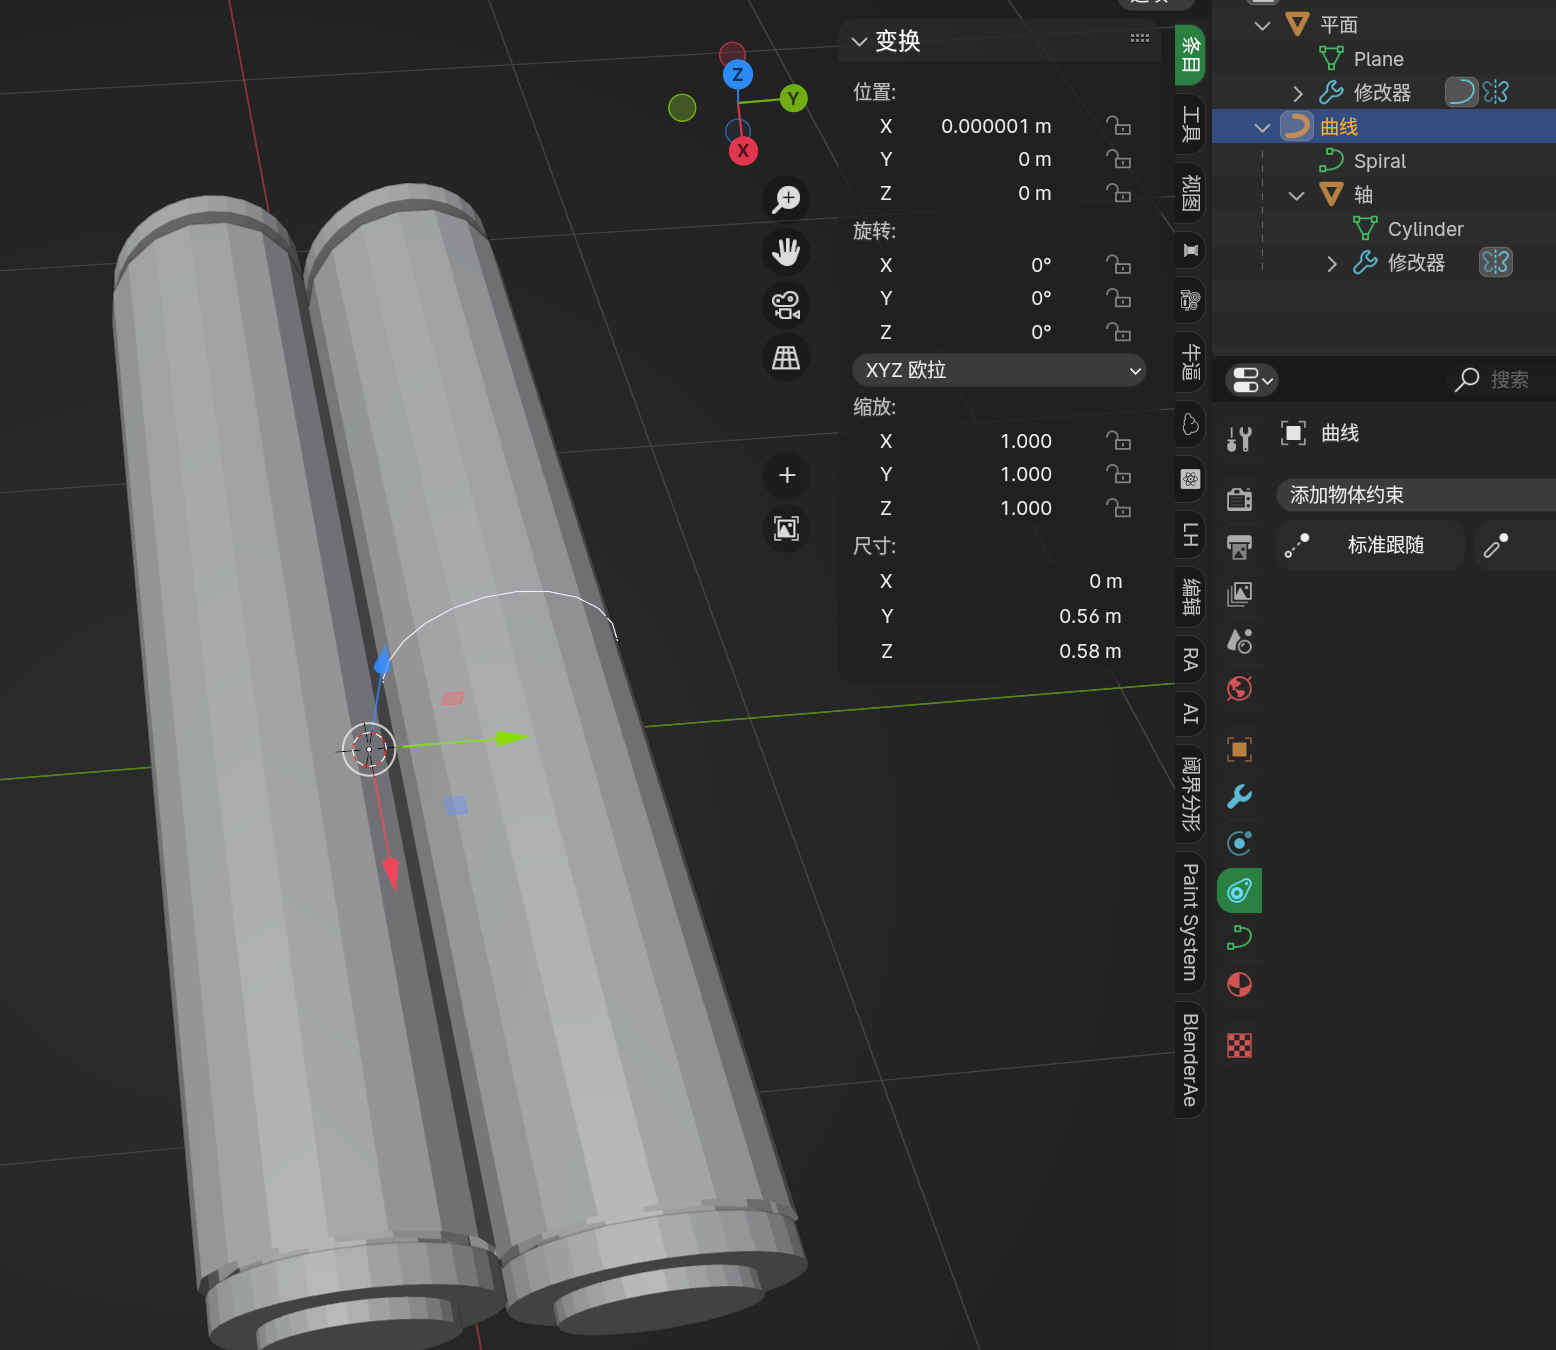 变换
位置:
X 0.000001 m
Y 0 m
Z 0 m
旋转:
X 0°
Y 0°
Z 0°
XYZ 欧拉
缩放:
X 1.000
Y 1.000
Z 1.000
尺寸:
X 0 m
Y 0.56 m
Z 0.58 m
Z
Y
X
条目
工具
视图
牛逼
LH
编辑
RA
AI
阈界分形
Paint System
BlenderAe
平面
Plane
修改器
曲线
Spiral
轴
Cylinder
修改器
搜索
曲线
添加物体约束
标准跟随